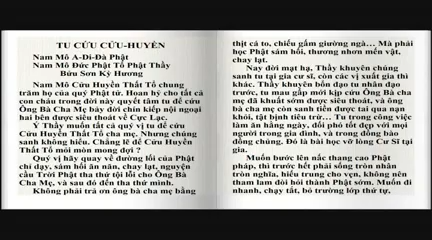 TU CỨU CỬU-HUYỀN
Nam Mô A-Di-Đà Phật
Nam Mô Đức Phật Tổ Phật Thầy
Bửu Sơn Kỳ Hương
Nam Mô Cửu Huyền Thất Tổ chung
trăm họ của quý Phật tử. Hoan hỷ cho tất cả
con cháu trong đời này quyết tâm tu để cứu
Ông Bà Cha Mẹ bảy đời chín kiếp nội ngoại
hai bên được siêu thoát về Cực Lạc.
Ý Thầy muốn tất cả quý vị tu để cứu
Cửu Huyền Thất Tổ cha mẹ. Nhưng chúng
sanh không hiểu. Chẳng lẽ để Cửu Huyền
Thất Tổ mỏi mòn mong đợi ?
Quý vị hãy quay về đường lối của Phật
chỉ dạy, sám hối ăn năn, chay lạt, nguyện
cầu Trời Phật tha thứ tội lỗi cho Ông Bà
Cha Mẹ, và sau đó đến tha thứ mình.
Không phải trả ơn ông bà cha mẹ bằng
thịt cá to, chiếu gấm giường ngà... Mà phải
học Phật sám hối, thương nhơn mến vật,
chay lạt.
Nay đời mạt hạ, Thầy khuyên chúng
sanh tu tại gia cư sĩ, còn các vị xuất gia thì
khác. Thầy khuyên bổn đạo tu nhân đạo
trước, tu mau gấp mới kịp cứu Ông Bà cha
mẹ đã khuất sớm được siêu thoát, và ông
bà cha mẹ còn sanh tiền được tai qua nạn
khỏi, tật bịnh tiêu trừ... Tu trong công việc
làm ăn hằng ngày, đối phó tốt đẹp với mọi
người trong gia đình, và trong đồng bào
đồng chủng. Đó là bài học vỡ lòng Cư Sĩ tại
gia.
Muốn bước lên nấc thang cao Phật
pháp, thì trước hết phải sống tròn nhân
tròn nghĩa, hiếu trung cho vẹn, không nên
tham lam đòi hỏi thành Phật sớm. Muốn đi
nhanh, chạy tắt, bỏ trường lớp thứ tự,